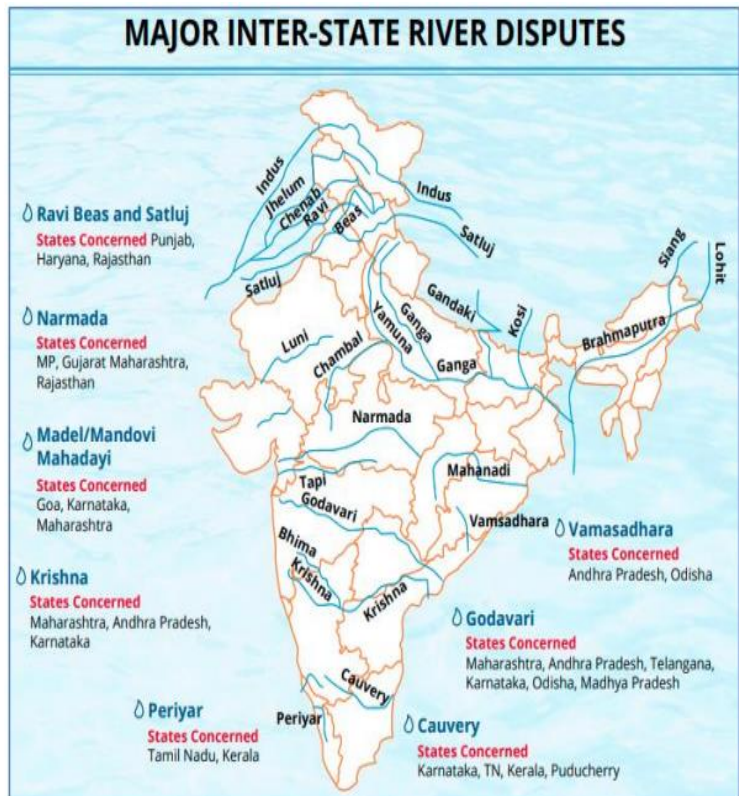 MAJOR INTER-STATE RIVER DISPUTES
Indus
Jhelum
Chenab
Ravi
Beas
Indus
Satluj
Satluj
Ravi Beas and Satluj
States Concerned Punjab,
Haryana, Rajasthan
Siang
Lohit
Brahmaputra
Gandaki
Kosi
Ganga
Yamuna
Ganga
Luni
Chambal
Narmada
States Concerned
MP, Gujarat Maharashtra,
Rajasthan
Narmada
Tapi
Mahanadi
Godavari
Vamsadhara
Madel/Mandovi
Mahadayi
States Concerned
Goa, Karnataka,
Maharashtra
Bhima
Krishna
Krishna
Vamasadhara
States Concerned
Andhra Pradesh, Odisha
Krishna
States Concerned
Maharashtra, Andhra Pradesh,
Karnataka
Godavari
States Concerned
Maharashtra, Andhra Pradesh, Telangana,
Karnataka, Odisha, Madhya Pradesh
Cauvery
Periyar
Periyar
States Concerned
Tamil Nadu, Kerala
Cauvery
States Concerned
Karnataka, TN, Kerala, Puducherry